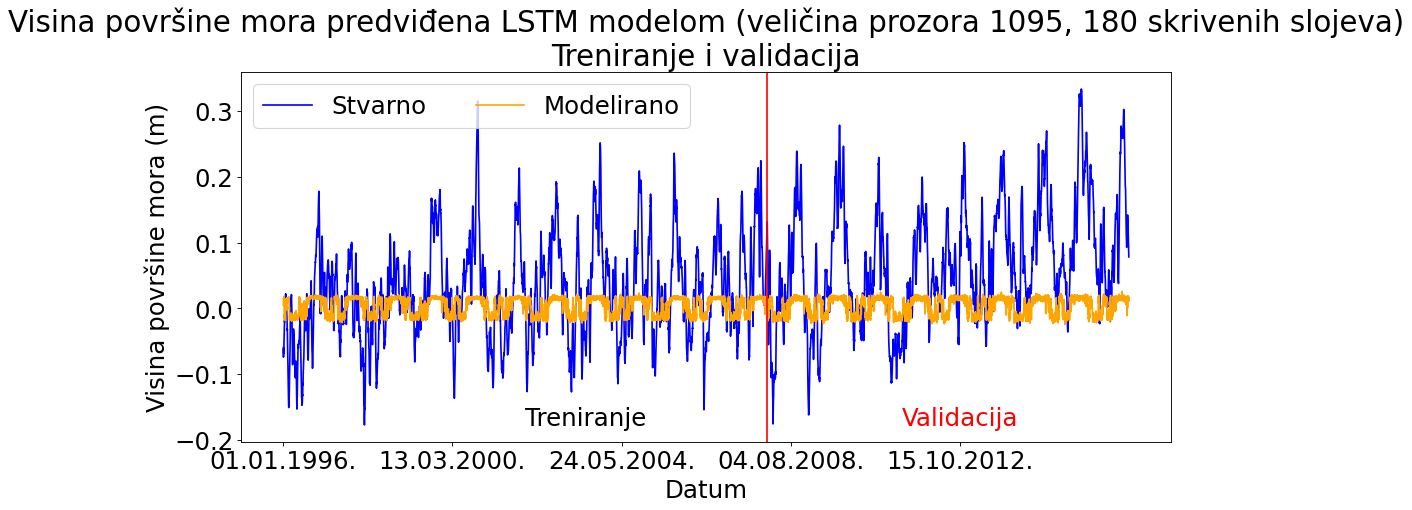 Visina površine mora predviđena LSTM modelom (veličina prozora 1095, 180 skrivenih slojeva)
Treniranje i validacija
Stvarno Modelirano
Visina površine mora (m)
0.3
0.2
0.1
0.0
−0.1
−0.2
Treniranje Validacija
01.01.1996. 13.03.2000. 24.05.2004. 04.08.2008. 15.10.2012.
Datum